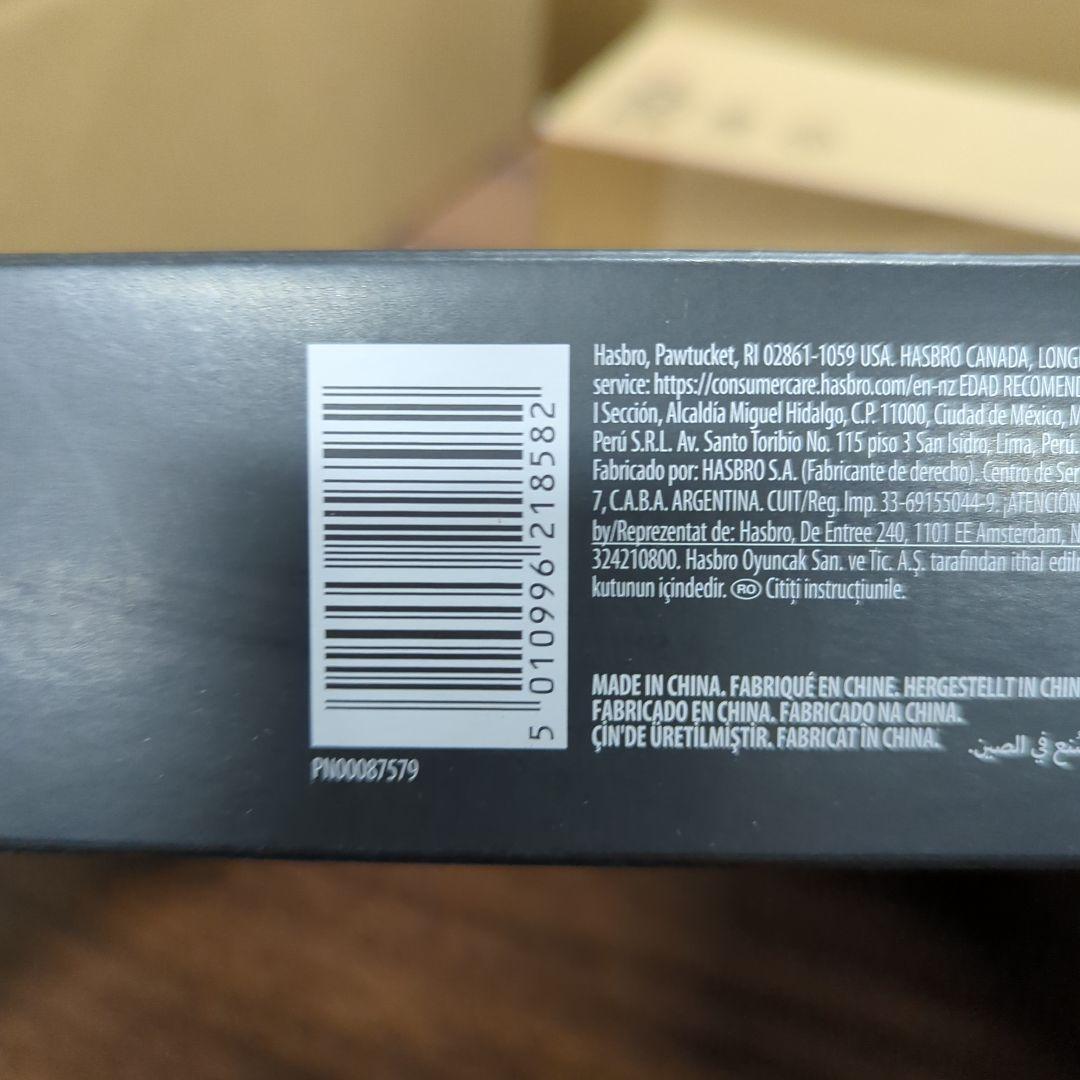 5 010996 218582
PN00087579
Hasbro, Pawtucket, RI 02861-1059 USA. HASBRO CANADA, LONG
service: https://consumercare.hasbro.com/en-nz EDAD RECOMEND
I Sección, Alcaldía Miguel Hidalgo, C.P. 11000, Ciudad de México, M
Perú S.R.L. Av. Santo Toribio No. 115 piso 3 San Isidro, Lima, Perú.
Fabricado por: HASBRO S.A. (Fabricante de derecho). Centro de Ser
7, C.A.B.A. ARGENTINA. CUIT/Reg. Imp. 33-69155044-9. ¡ATENCIÓN
by/Reprezentat de: Hasbro, De Entree 240, 1101 EE Amsterdam, N
324210800. Hasbro Oyuncak San. ve Tic. A.Ş. tarafından ithal edilm
kutunun içindedir. RO Citiți instrucțiunile.
MADE IN CHINA. FABRIQUÉ EN CHINE. HERGESTELLT IN CHIN
FABRICADO EN CHINA. FABRICADO NA CHINA.
ÇİN'DE ÜRETİLMİŞTİR. FABRICAT ÎN CHINA.
صُنع في الصين.